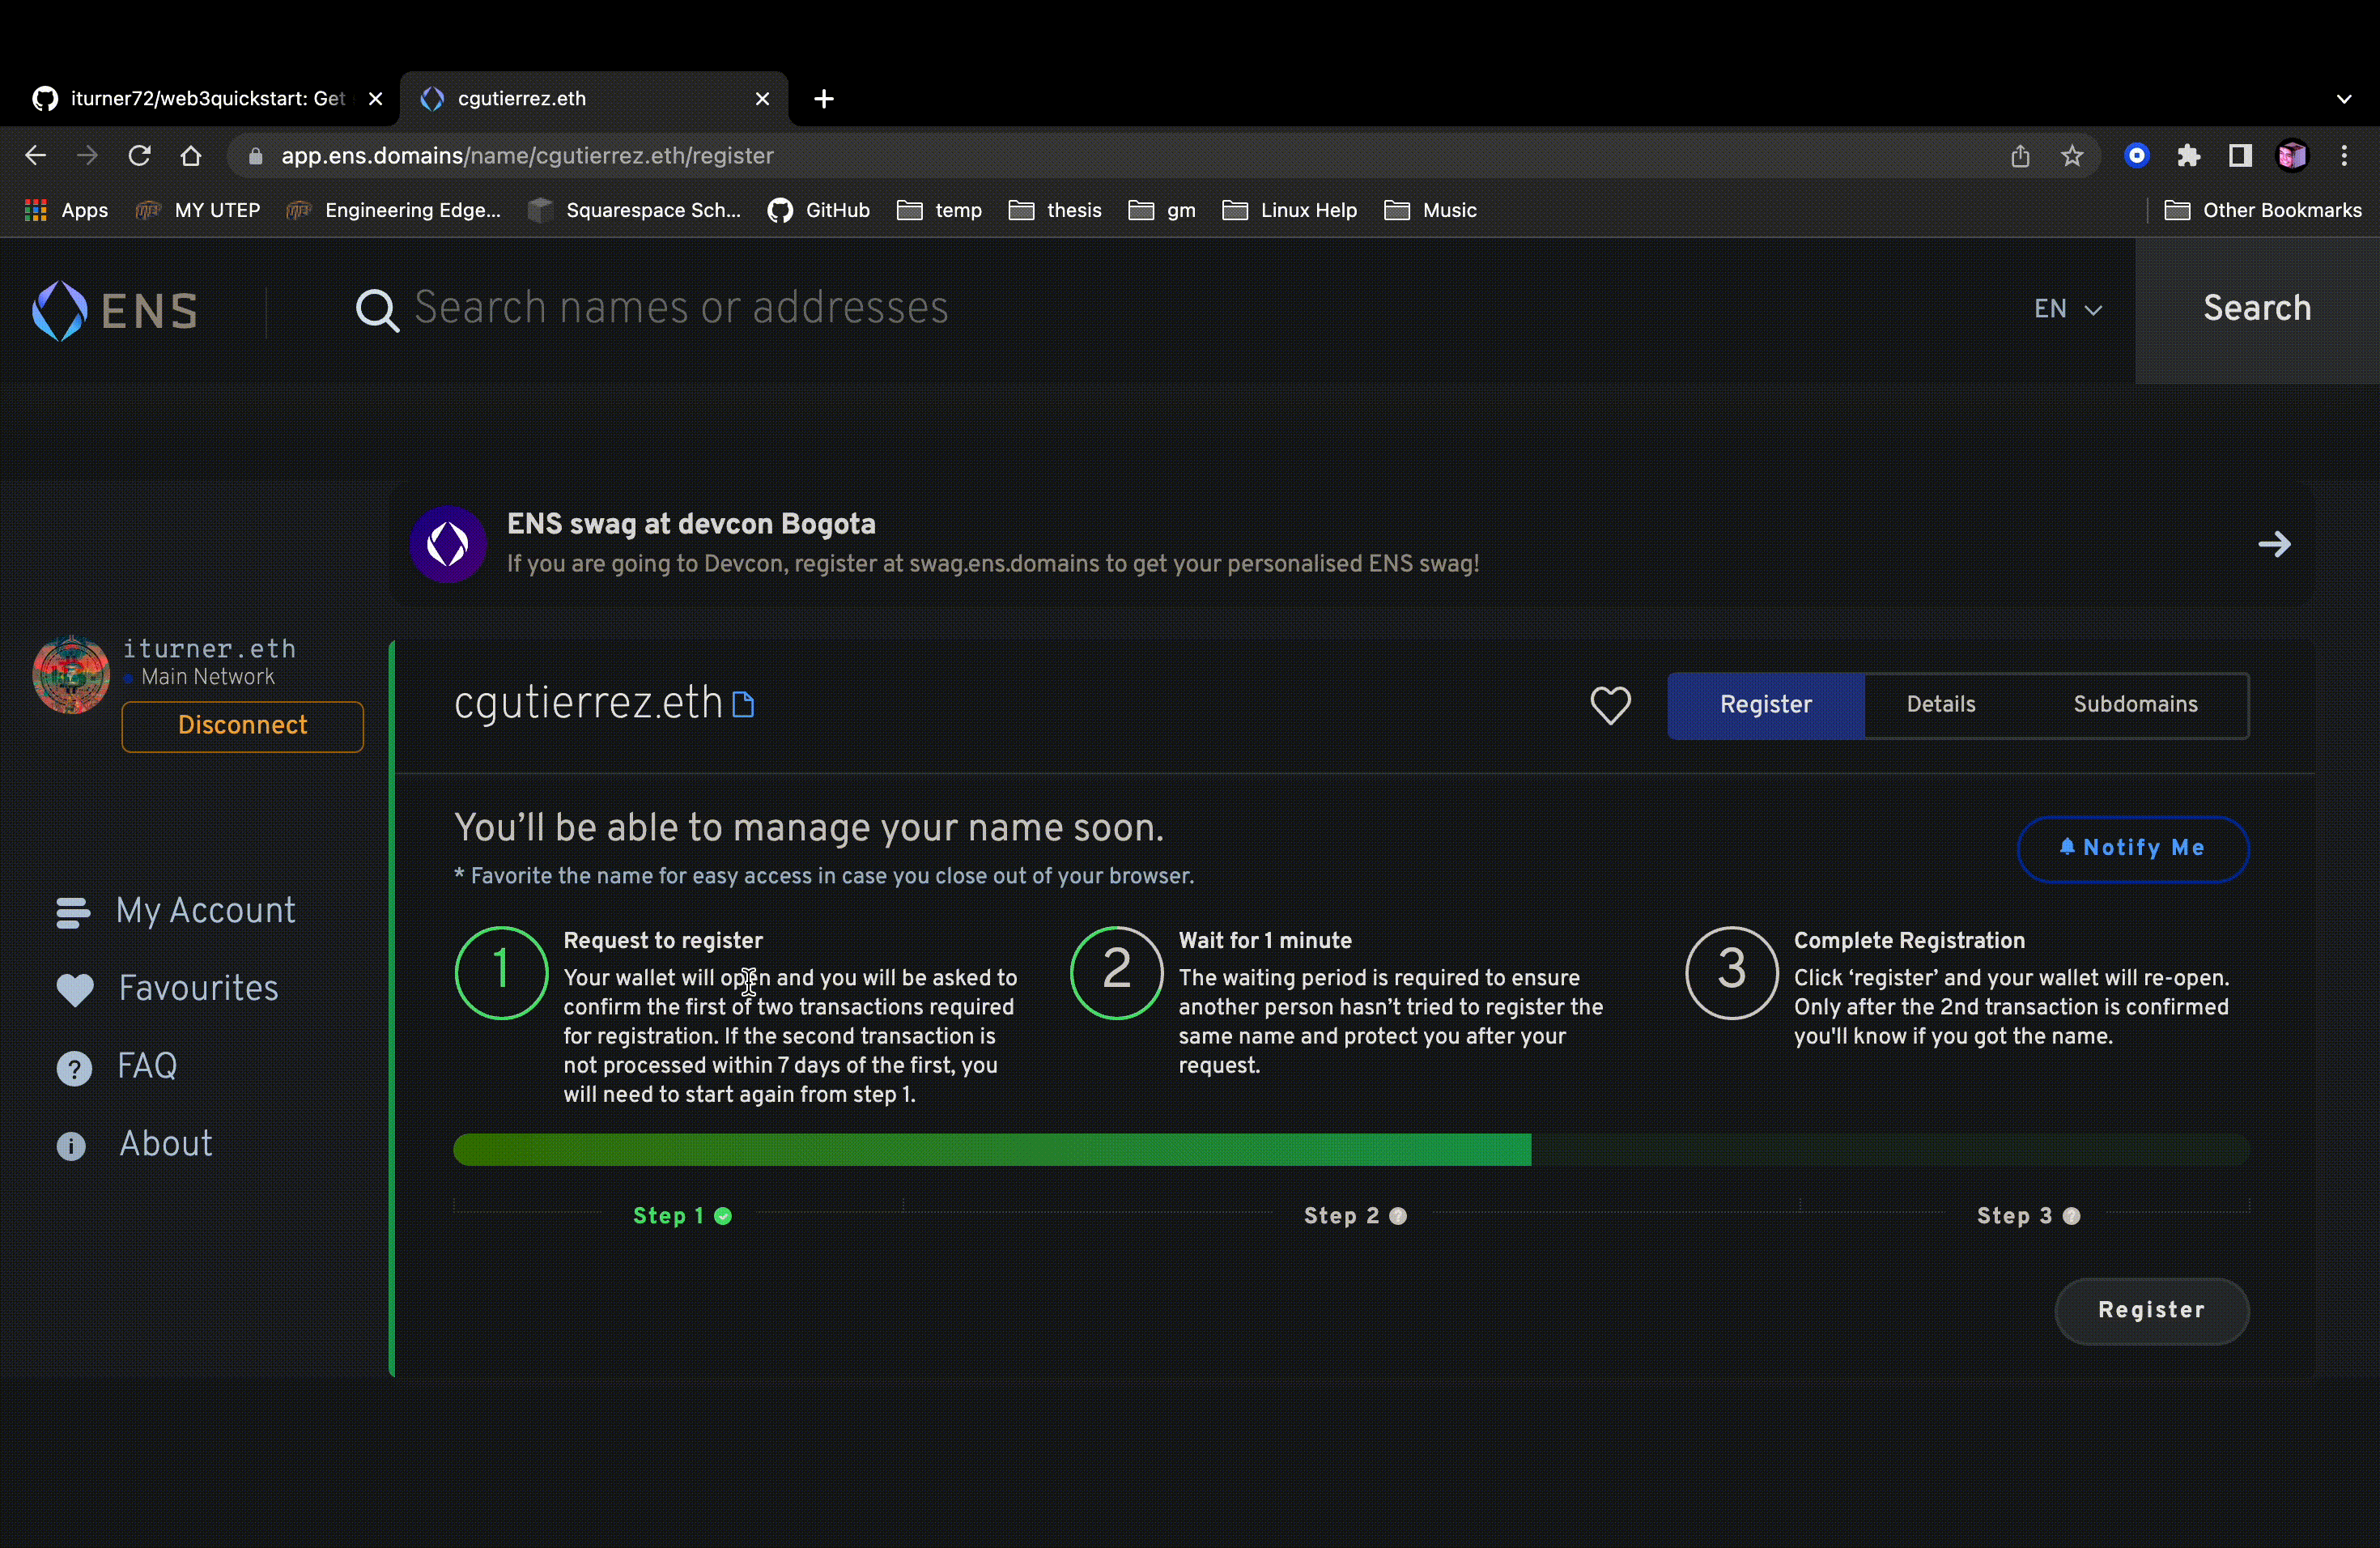 iturner72/web3quickstart: Get
cgutierrez.eth
app.ens.domains/name/cgutierrez.eth/register
Apps MY UTEP Engineering Edge... Squarespace Sch... GitHub temp thesis gm Linux Help Music Other Bookmarks
ENS Search names or addresses EN Search
ENS swag at devcon Bogota
If you are going to Devcon, register at swag.ens.domains to get your personalised ENS swag!
iturner.eth
Main Network
Disconnect
My Account
Favourites
FAQ
About
cgutierrez.eth Register Details Subdomains
You'll be able to manage your name soon.
* Favorite the name for easy access in case you close out of your browser.
Notify Me
1
Request to register
Your wallet will open and you will be asked to
confirm the first of two transactions required
for registration. If the second transaction is
not processed within 7 days of the first, you
will need to start again from step 1.
2
Wait for 1 minute
The waiting period is required to ensure
another person hasn't tried to register the
same name and protect you after your
request.
3
Complete Registration
Click ‘register’ and your wallet will re-open.
Only after the 2nd transaction is confirmed
you'll know if you got the name.
Step 1 Step 2 ? Step 3 ?
Register